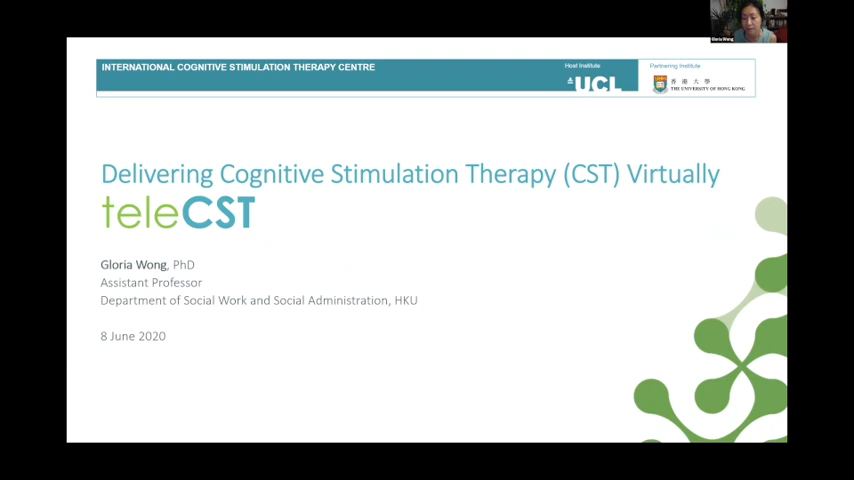 Gloria Wong
INTERNATIONAL COGNITIVE STIMULATION THERAPY CENTRE
Host Institute
UCL
Partnering Institute
香港大學
THE UNIVERSITY OF HONG KONG
Delivering Cognitive Stimulation Therapy (CST) Virtually
teleCST
Gloria Wong, PhD
Assistant Professor
Department of Social Work and Social Administration, HKU
8 June 2020